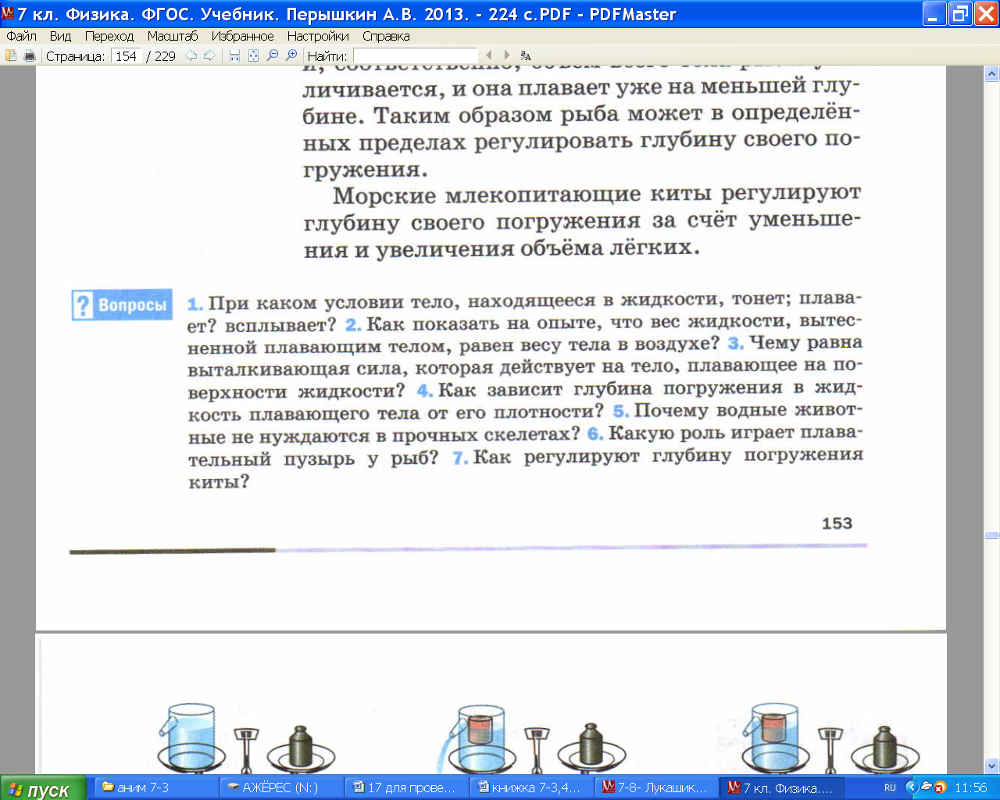 7 кл. Физика. ФГОС. Учебник. Перышкин А.В. 2013. - 224 с.PDF - PDFMaster
Файл Вид Переход Масштаб Избранное Настройки Справка
Страница: 154 / 229 Найти:
и, соответственно, объём всего тела
личивается, и она плавает уже на меньшей глу-
бине. Таким образом рыба может в определён-
ных пределах регулировать глубину своего по-
гружения.
Морские млекопитающие киты регулируют
глубину своего погружения за счёт уменьше-
ния и увеличения объёма лёгких.
? Вопросы
1. При каком условии тело, находящееся в жидкости, тонет; плава-
ет? всплывает? 2. Как показать на опыте, что вес жидкости, вытес-
ненной плавающим телом, равен весу тела в воздухе? 3. Чему равна
выталкивающая сила, которая действует на тело, плавающее на по-
верхности жидкости? 4. Как зависит глубина погружения в жид-
кость плавающего тела от его плотности? 5. Почему водные живот-
ные не нуждаются в прочных скелетах? 6. Какую роль играет плава-
тельный пузырь у рыб? 7. Как регулируют глубину погружения
киты?
153
пуск аним 7-3 АЖЁРЕС (N:) 17 для прове... книжка 7-3,4... 7-8- Лукашик... 7 кл. Физика.... RU 11:56